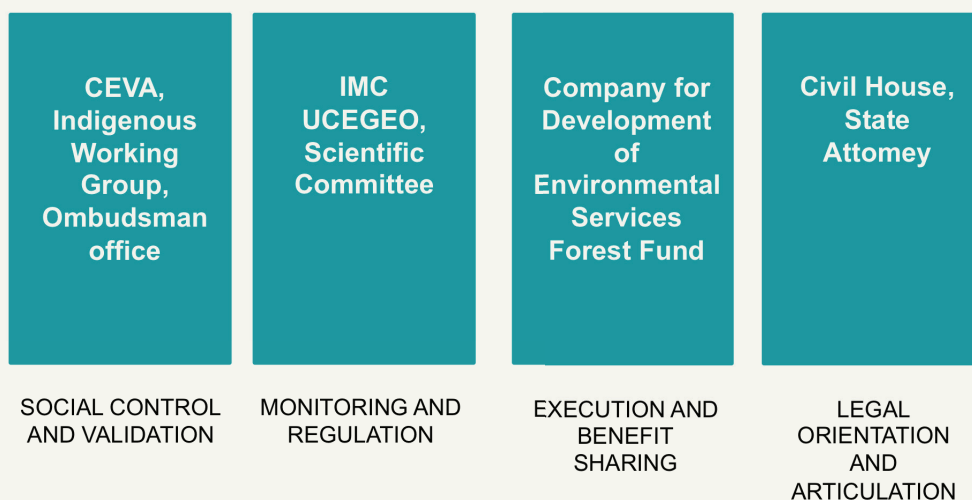 CEVA,
Indigenous
Working
Group,
Ombudsman
office
IMC
UCEGEO,
Scientific
Committee
Company for
Development
of
Environmental
Services
Forest Fund
Civil House,
State
Attomey
SOCIAL CONTROL
AND VALIDATION
MONITORING AND
REGULATION
EXECUTION AND
BENEFIT
SHARING
LEGAL
ORIENTATION
AND
ARTICULATION